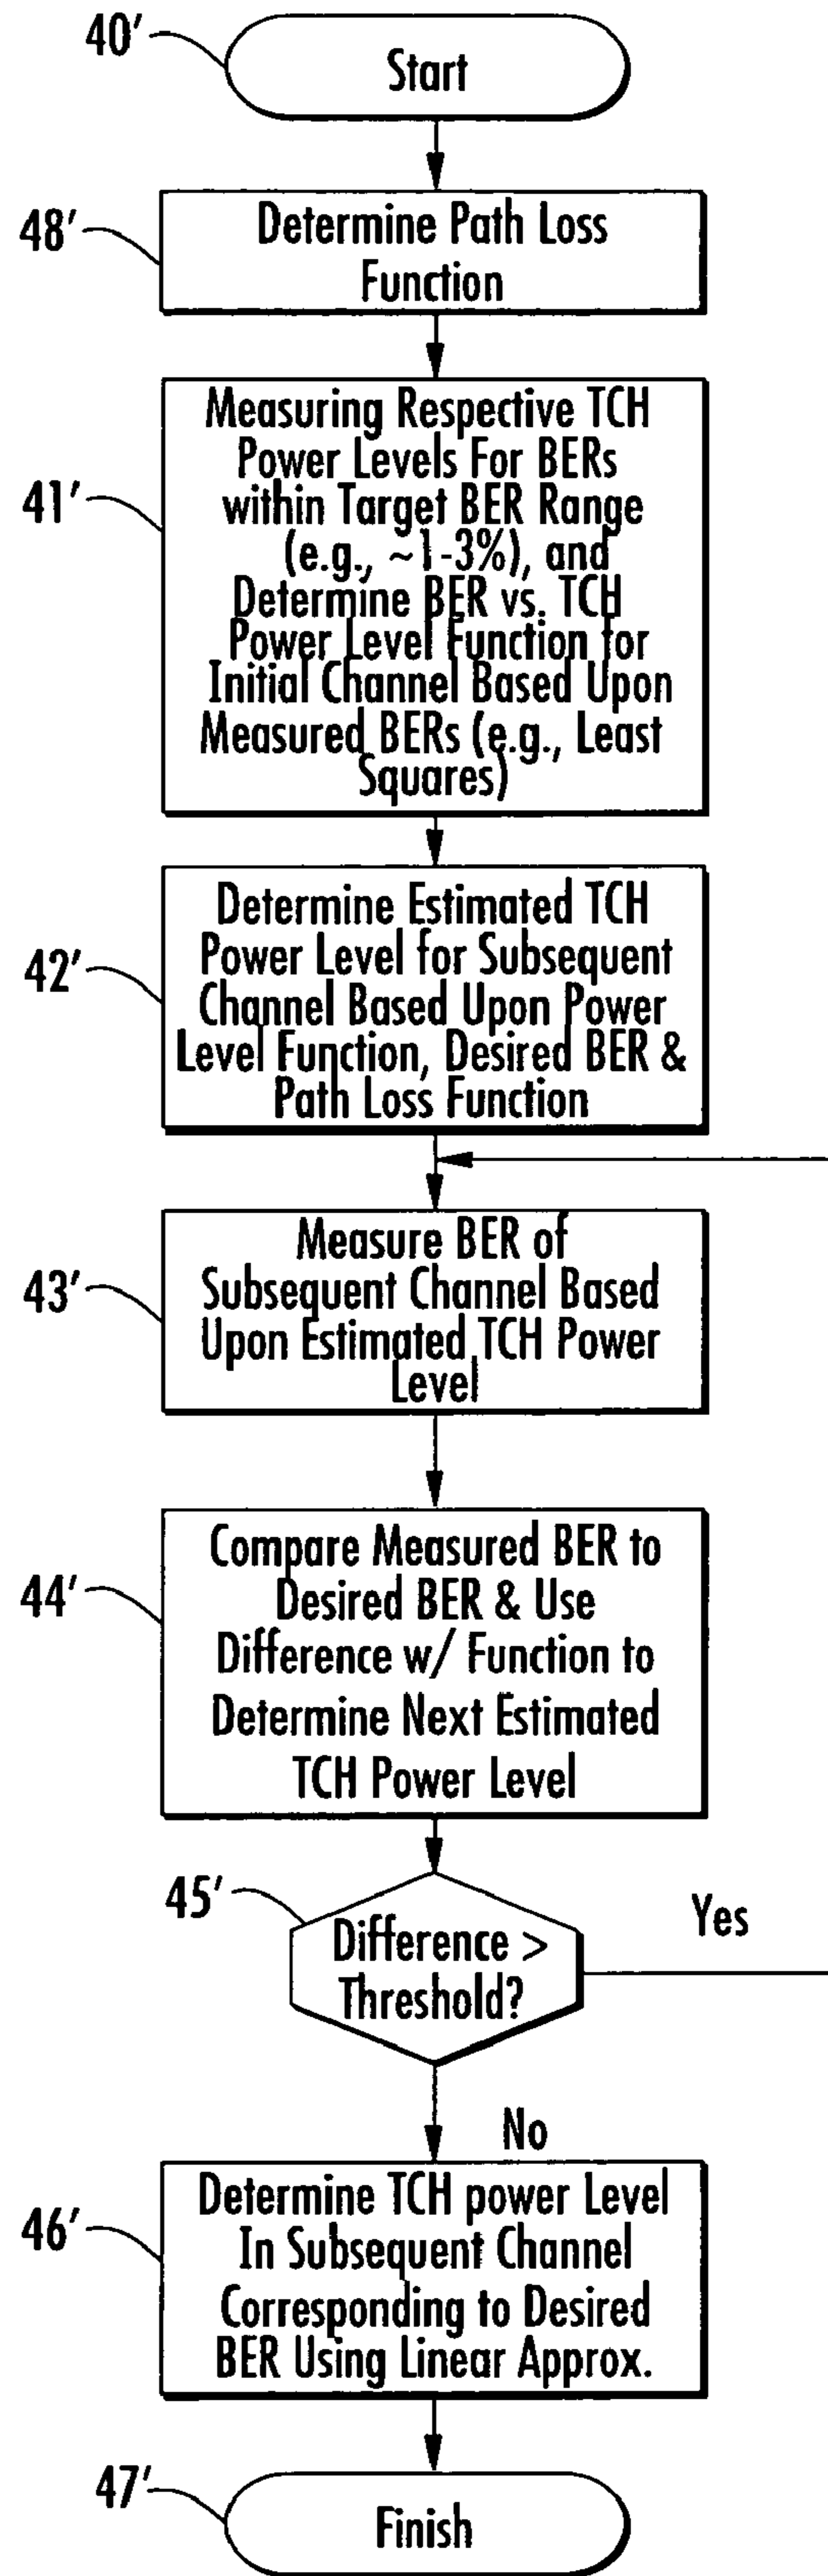 40'
Start
48'
Determine Path Loss
Function
41'
Measuring Respective TCH
Power Levels For BERs
within Target BER Range
(e.g., ~1-3%), and
Determine BER vs. TCH
Power Level Function for
Initial Channel Based Upon
Measured BERs (e.g., Least
Squares)
42'
Determine Estimated TCH
Power Level for Subsequent
Channel Based Upon Power
Level Function, Desired BER &
Path Loss Function
43'
Measure BER of
Subsequent Channel Based
Upon Estimated TCH Power
Level
44'
Compare Measured BER to
Desired BER & Use
Difference w/ Function to
Determine Next Estimated
TCH Power Level
45'
Difference >
Threshold?
Yes
No
46'
Determine TCH power Level
In Subsequent Channel
Corresponding to Desired
BER Using Linear Approx.
47'
Finish